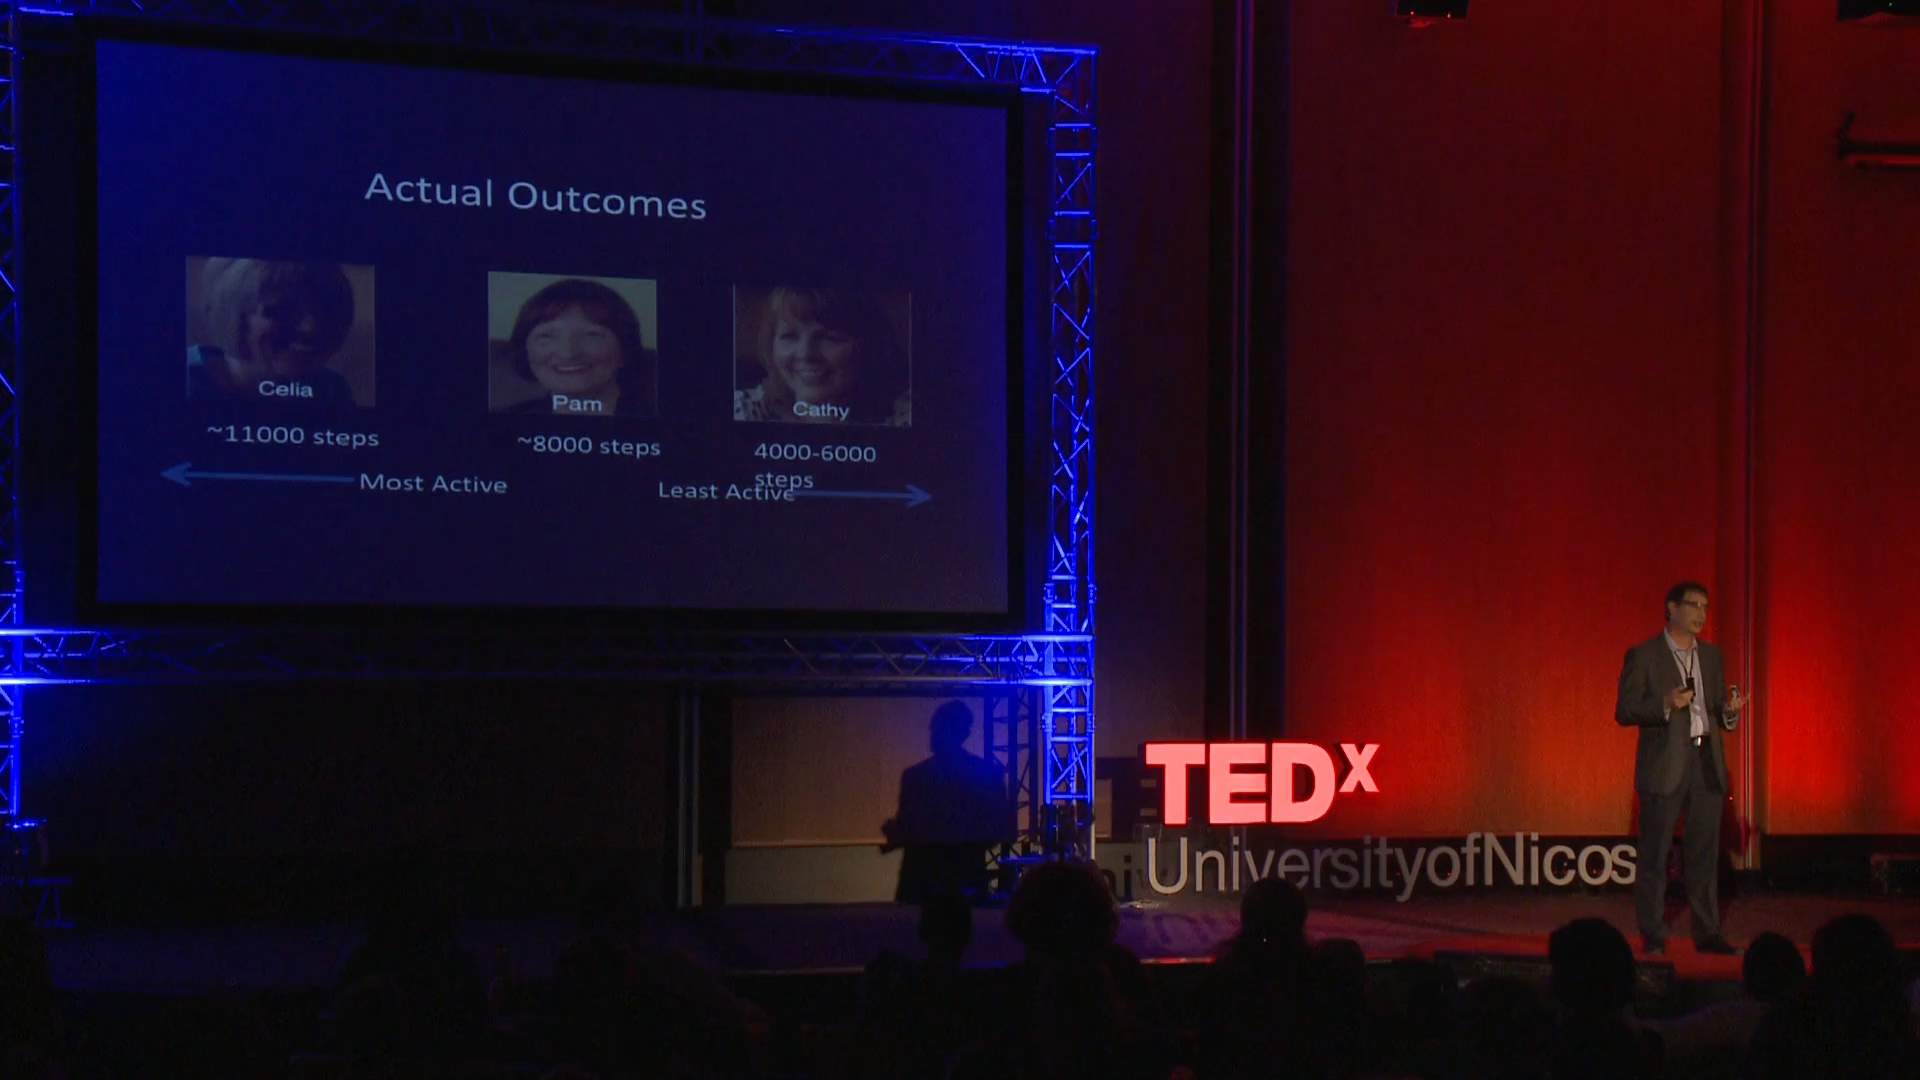 Actual Outcomes
Celia
Pam
Cathy
~11000 steps
~8000 steps
4000-6000
steps
Most Active
Least Active
TEDx
UniversityofNicos